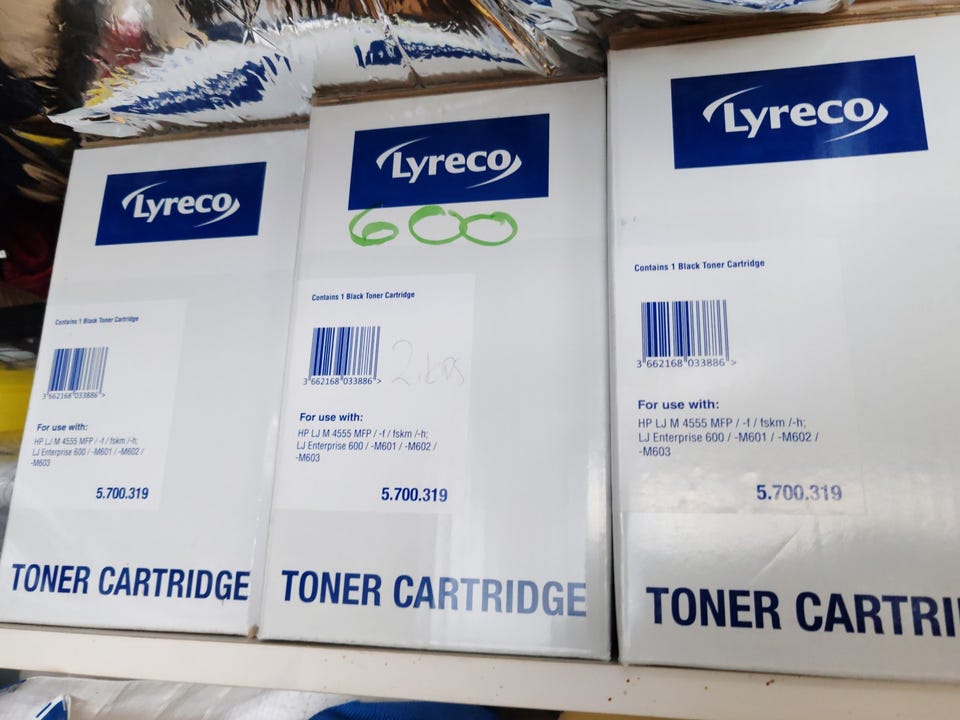 Lyreco
Contains 1 Black Toner Cartridge
3 662168 033886 >
For use with:
HP LJ M 4555 MFP / -f / fskm /-h;
LJ Enterprise 600 / -M601 / -M602 /
-M603
5.700.319
TONER CARTRIDGE
Lyreco
600
Contains 1 Black Toner Cartridge
3 662168 033886 >
For use with:
HP LJ M 4555 MFP / -f / fskm /-h;
LJ Enterprise 600 / -M601 / -M602 /
-M603
5.700.319
TONER CARTRIDGE
Lyreco
Contains 1 Black Toner Cartridge
3 662168 033886 >
For use with:
HP LJ M 4555 MFP / -f / fskm /-h;
LJ Enterprise 600 / -M601 / -M602 /
-M603
5.700.319
TONER CARTRI